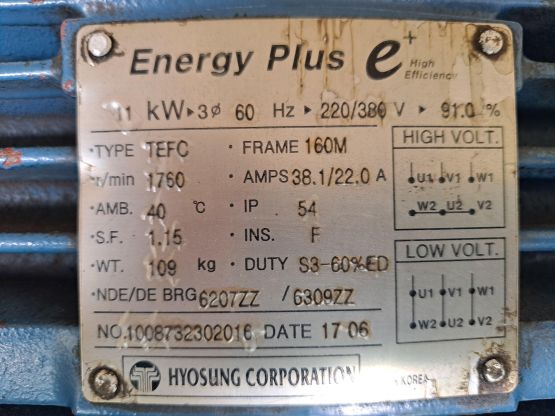 Energy Plus e+
High
Efficiency
11 kW ▸ 3ø 60 Hz ▸ 220/380 V ▸ 91.0 %
·TYPE TEFC · FRAME 160M
r/min 1760 · AMPS 38.1/22.0 A
·AMB. 40 °C · IP 54
·S.F. 1.15 · INS. F
·WT. 109 kg · DUTY S3-60%ED
·NDE/DE BRG 6207ZZ / 6309ZZ
NO.1008732302016 DATE 17 06
HIGH VOLT.
U1 V1 W1
W2 U2 V2
LOW VOLT.
U1 V1 W1
W2 U2 V2
HYOSUNG CORPORATION
KOREA